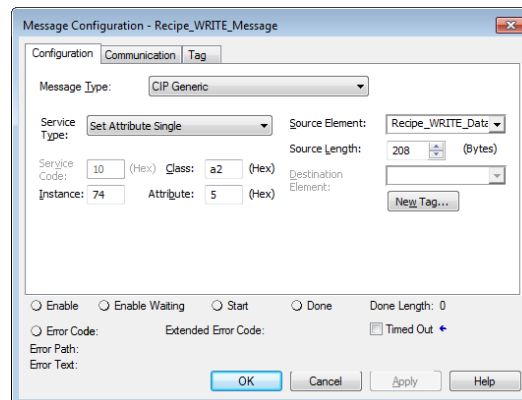 Message Configuration - Recipe_WRITE_Message
Configuration Communication Tag
Message Type: CIP Generic
Service Type: Set Attribute Single
Source Element: Recipe_WRITE_Data
Source Length: 208 (Bytes)
Service Code: 10 (Hex) Class: a2 (Hex)
Destination Element:
Instance: 74 Attribute: 5 (Hex)
New Tag...
Enable Enable Waiting Start Done Done Length: 0
Error Code: Extended Error Code: Timed Out
Error Path:
Error Text:
OK Cancel Apply Help